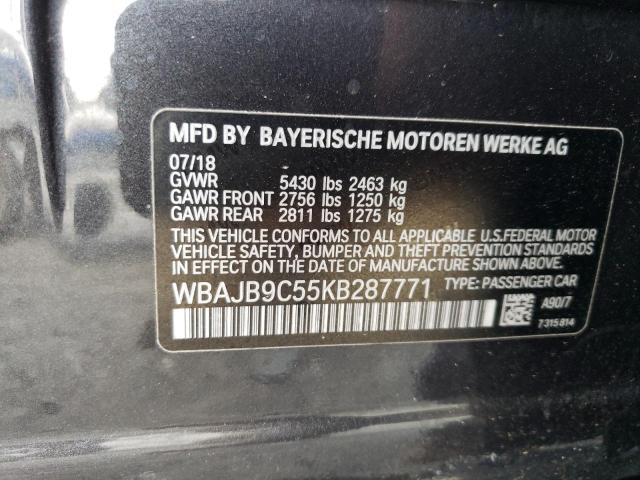 MFD BY BAYERISCHE MOTOREN WERKE AG
07/18
GVWR 5430 lbs 2463 kg
GAWR FRONT 2756 lbs 1250 kg
GAWR REAR 2811 lbs 1275 kg
THIS VEHICLE CONFORMS TO ALL APPLICABLE U.S.FEDERAL MOTOR
VEHICLE SAFETY, BUMPER, AND THEFT PREVENTION STANDARDS
IN EFFECT ON THE DATE OF MANUFACTURE SHOWN ABOVE.
WBAJB9C55KB287771 TYPE: PASSENGER CAR
A90/7
7315814